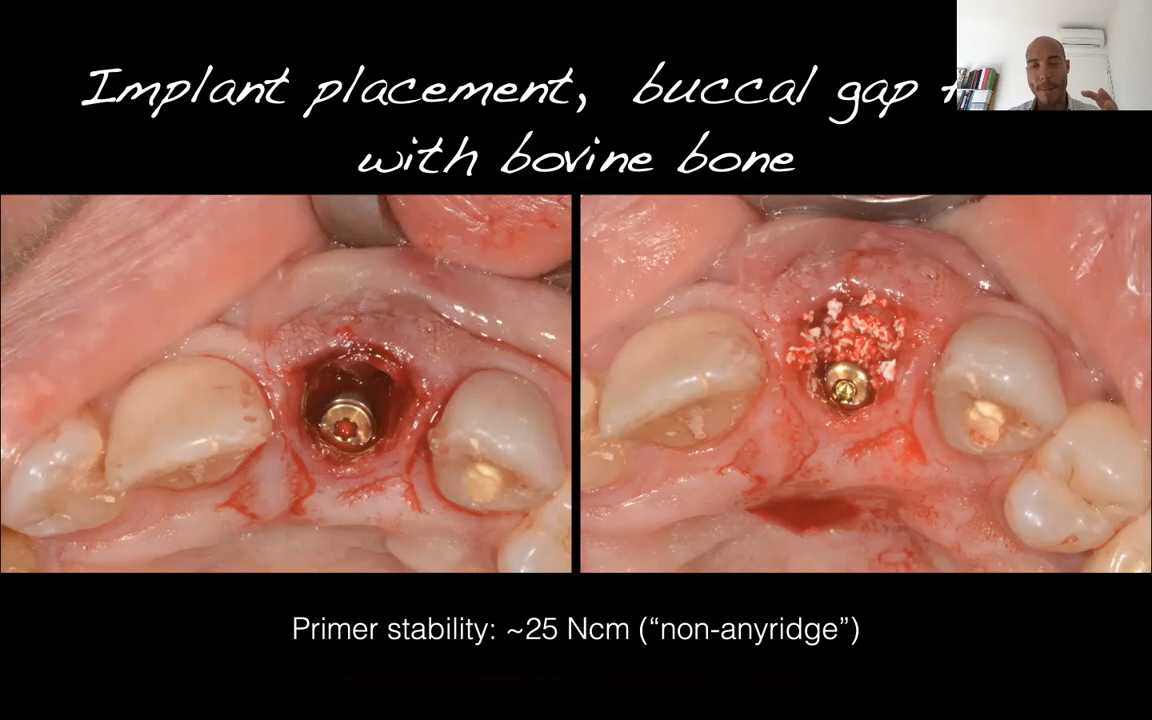 Implant placement, buccal gap
with bovine bone
Primer stability: ~25 Ncm (“non-anyridge”)